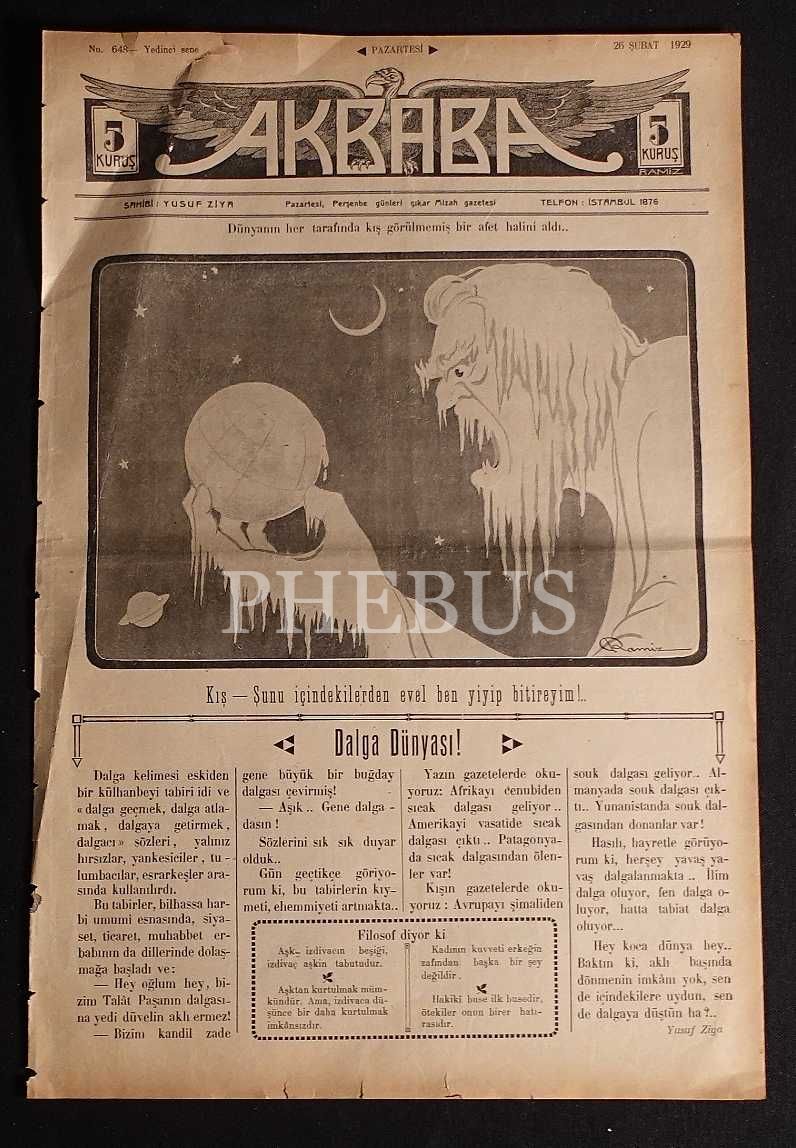 No. 648— Yedinci sene
◄ PAZARTESİ ►
26 ŞUBAT 1929
5 KURUŞ
AKBABA
5 KURUŞ
RAMİZ
SAHİBİ : YUSUF ZİYA
Pazartesi, Perşenbe günleri çıkar Mizah gazetesi
TELFON : İSTAMBUL 1876
Dünyanın her tarafında kış görülmemiş bir afet halini aldı..
PHEBUS
Ramiz
Kış — Şunu içindekilerden evel ben yiyip bitireyim!..
Dalga Dünyası!
Dalga kelimesi eskiden
bir külhanbeyi tabiri idi ve
«dalga geçmek, dalga atla-
mak, dalgaya getirmek,
dalgacı» sözleri, yalınız
hırsızlar, yankesiciler, tu-
lumbacılar, esrarkeşler ara-
sında kullanılırdı.
Bu tabirler, bilhassa har-
bi umumi esnasında, siya-
set, ticaret, muhabbet er-
babının da dillerinde dolaş-
mağa başladı ve:
— Hey oğlum hey, bi-
zim Talât Paşanın dalgası-
na yedi düvelin aklı ermez!
— Bizim kandil zade
gene büyük bir buğday
dalgası çevirmiş!
— Aşık.. Gene dalga -
dasın !
Sözlerini sık sık duyar
olduk..
Gün geçtikçe göriyo-
rum ki, bu tabirlerin kıy-
meti, ehemmiyeti artmakta..
Yazın gazetelerde oku-
yoruz: Afrikayı cenubiden
sıcak dalgası geliyor..
Amerikayi vasatide sıcak
dalgası çıktı.. Patagonya-
da sıcak dalgasından ölen-
ler var!
Kışın gazetelerde oku-
yoruz : Avrupayı şimaliden
souk dalgası geliyor.. Al-
manyada souk dalgası çık-
tı.. Yunanistanda souk dal-
gasından donanlar var !
Hasılı, hayretle görüyo-
rum ki, herşey yavaş ya-
vaş dalgalanmakta .. İlim
dalga oluyor, fen dalga o-
luyor, hatta tabiat dalga
oluyor...
Hey koca dünya hey..
Baktın ki, aklı başında
dönmenin imkânı yok, sen
de içindekilere uydun, sen
de dalgaya düştün ha?..
Yusuf Ziya
Filosof diyor ki
Aşk, izdivacın beşiği,
izdivaç aşkin tabutudur.
Aşktan kurtulmak müm-
kündür. Ama, izdivaca dü-
şünce bir daha kurtulmak
imkânsızdır.
Kadının kuvveti erkeğin
zafından başka bir şey
değildir.
Hakiki buse ilk busedir,
ötekiler onun birer hatı-
rasıdır.